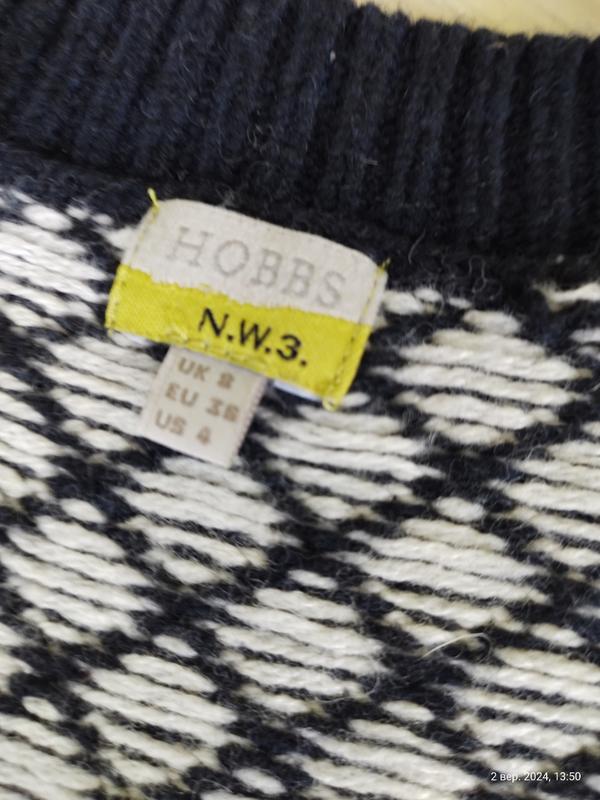 HOBBS
N.W.3.
UK 8
EU 36
US 4
2 вер. 2024, 13:50